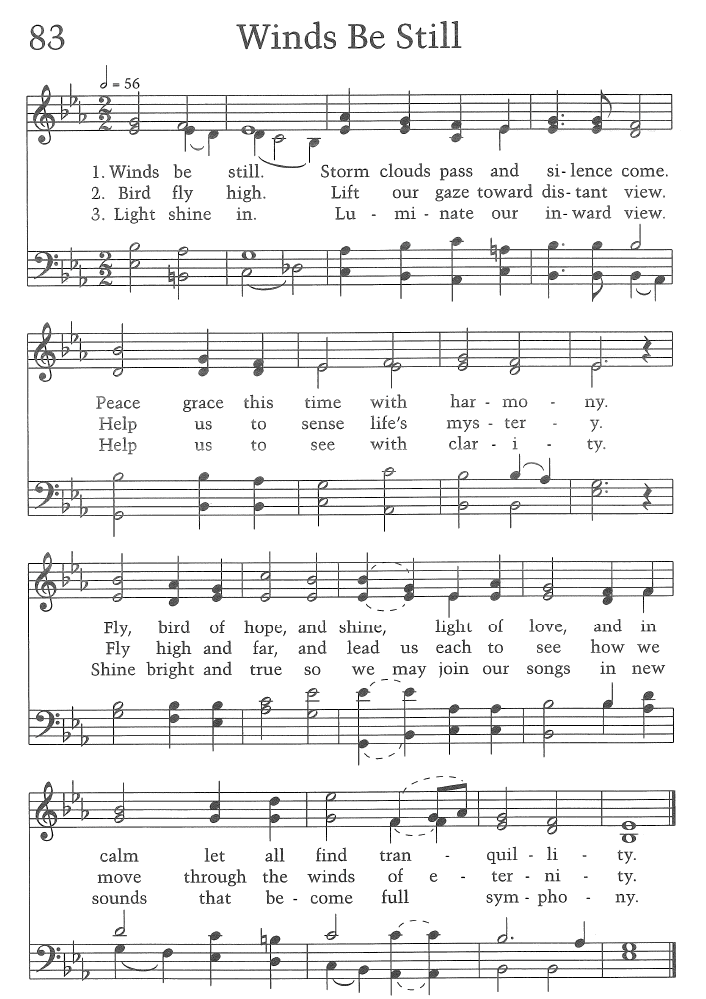 83 Winds Be Still
= 56
1. Winds be still. Storm clouds pass and si-lence come.
2. Bird fly high. Lift our gaze toward dis-tant view.
3. Light shine in. Lu - mi - nate our in-ward view.
Peace grace this time with har - mo - ny.
Help us to sense life's mys - ter - y.
Help us to see with clar - i - ty.
Fly, bird of hope, and shine, light of love, and in
Fly high and far, and lead us each to see how we
Shine bright and true so we may join our songs in new
calm let all find tran - quil - li - ty.
move through the winds of e - ter - ni - ty.
sounds that be - come full sym - pho - ny.